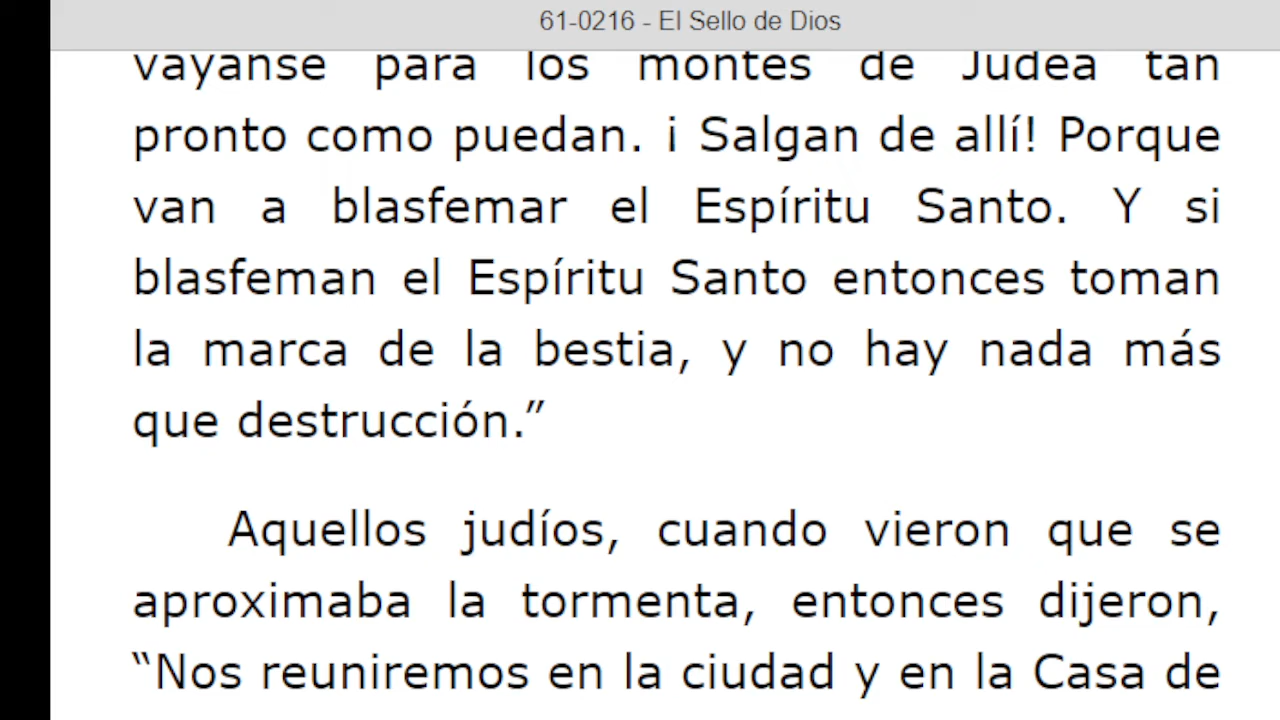 61-0216 - El Sello de Dios
váyanse para los montes de Judea tan
pronto como puedan. ¡ Salgan de allí! Porque
van a blasfemar el Espíritu Santo. Y si
blasfeman el Espíritu Santo entonces toman
la marca de la bestia, y no hay nada más
que destrucción.”
Aquellos judíos, cuando vieron que se
aproximaba la tormenta, entonces dijeron,
“Nos reuniremos en la ciudad y en la Casa de